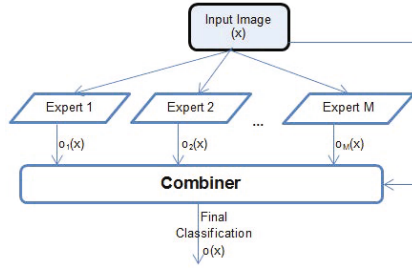 Input Image
(x)
Expert 1
Expert 2
...
Expert M
o1(x)
o2(x)
oM(x)
Combiner
Final
Classification
o(x)